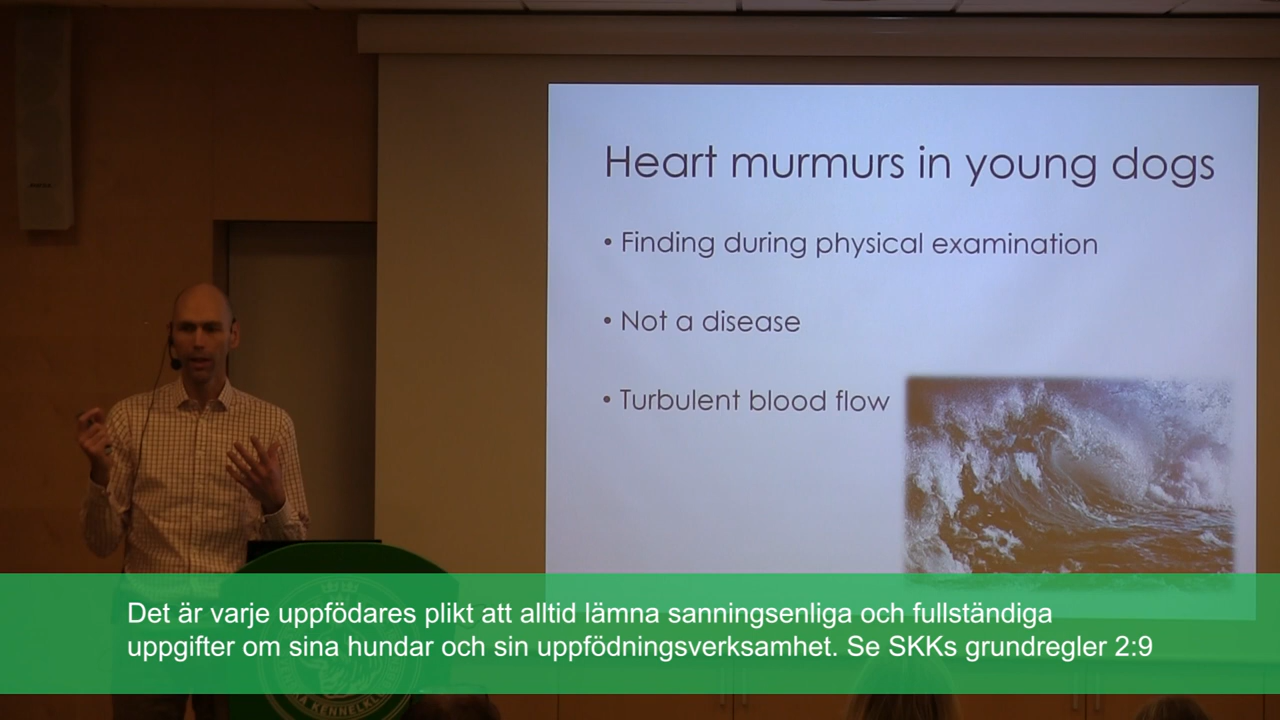 Heart murmurs in young dogs
• Finding during physical examination
• Not a disease
• Turbulent blood flow
Det är varje uppfödares plikt att alltid lämna sanningsenliga och fullständiga
uppgifter om sina hundar och sin uppfödningsverksamhet. Se SKKs grundregler 2:9
KENNELKLUBBEN